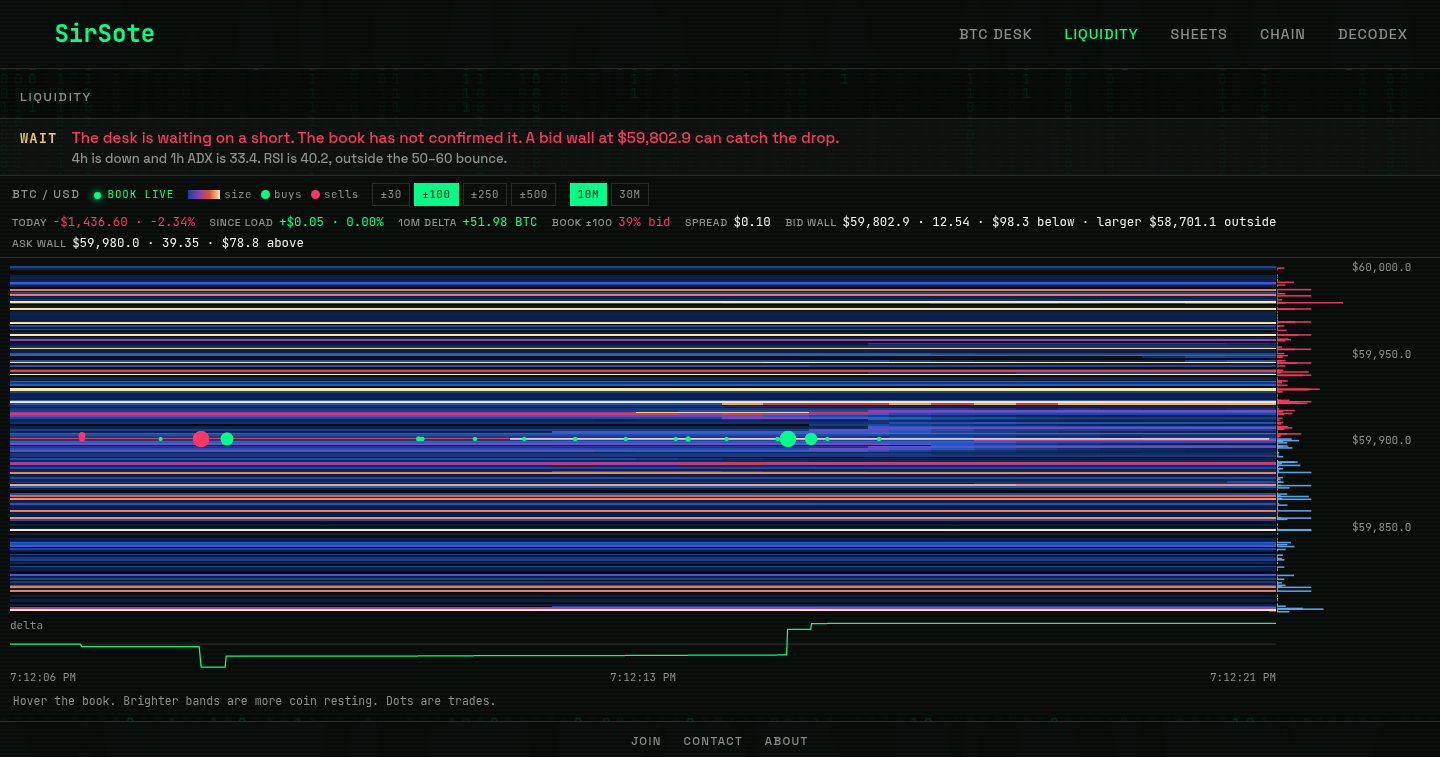 SirSote
BTC DESK LIQUIDITY SHEETS CHAIN DECODEX
LIQUIDITY
WAIT The desk is waiting on a short. The book has not confirmed it. A bid wall at $59,802.9 can catch the drop.
4h is down and 1h ADX is 33.4. RSI is 40.2, outside the 50–60 bounce.
BTC / USD BOOK LIVE size buys sells ±30 ±100 ±250 ±500 10M 30M
TODAY -$1,436.60 · -2.34% SINCE LOAD +$0.05 · 0.00% 10M DELTA +51.98 BTC BOOK ±100 39% bid SPREAD $0.10 BID WALL $59,802.9 · 12.54 · $98.3 below · larger $58,701.1 outside
ASK WALL $59,980.0 · 39.35 · $78.8 above
$60,000.0
$59,950.0
$59,900.0
$59,850.0
delta
7:12:06 PM 7:12:13 PM 7:12:21 PM
Hover the book. Brighter bands are more coin resting. Dots are trades.
JOIN CONTACT ABOUT